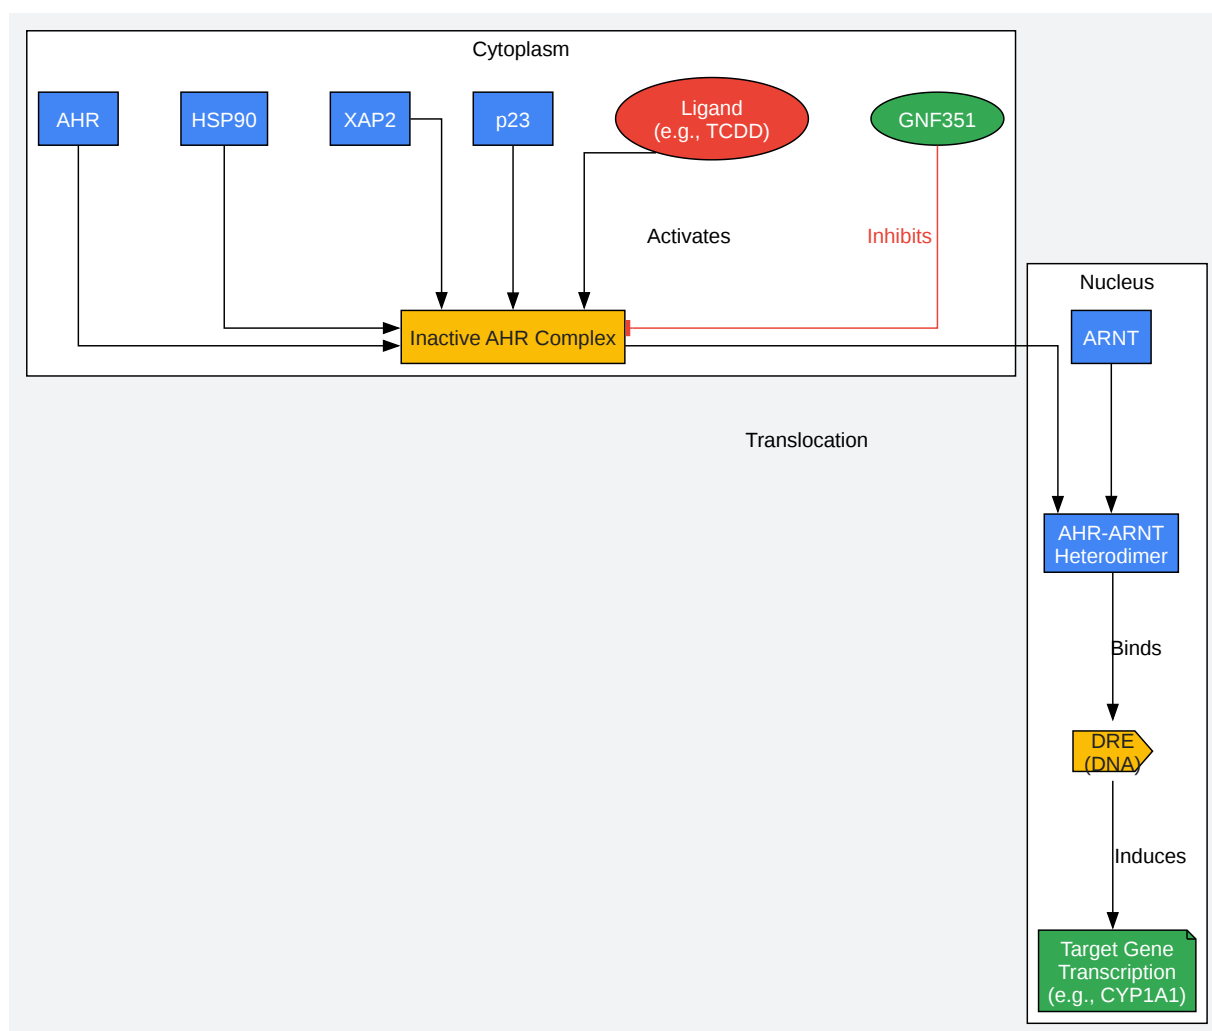 Cytoplasm
AHR
HSP90
XAP2
p23
Ligand
(e.g., TCDD)
GNF351
Activates
Inhibits
Nucleus
Inactive AHR Complex
ARNT
Translocation
AHR-ARNT
Heterodimer
Binds
DRE
(DNA)
Induces
Target Gene
Transcription
(e.g., CYP1A1)